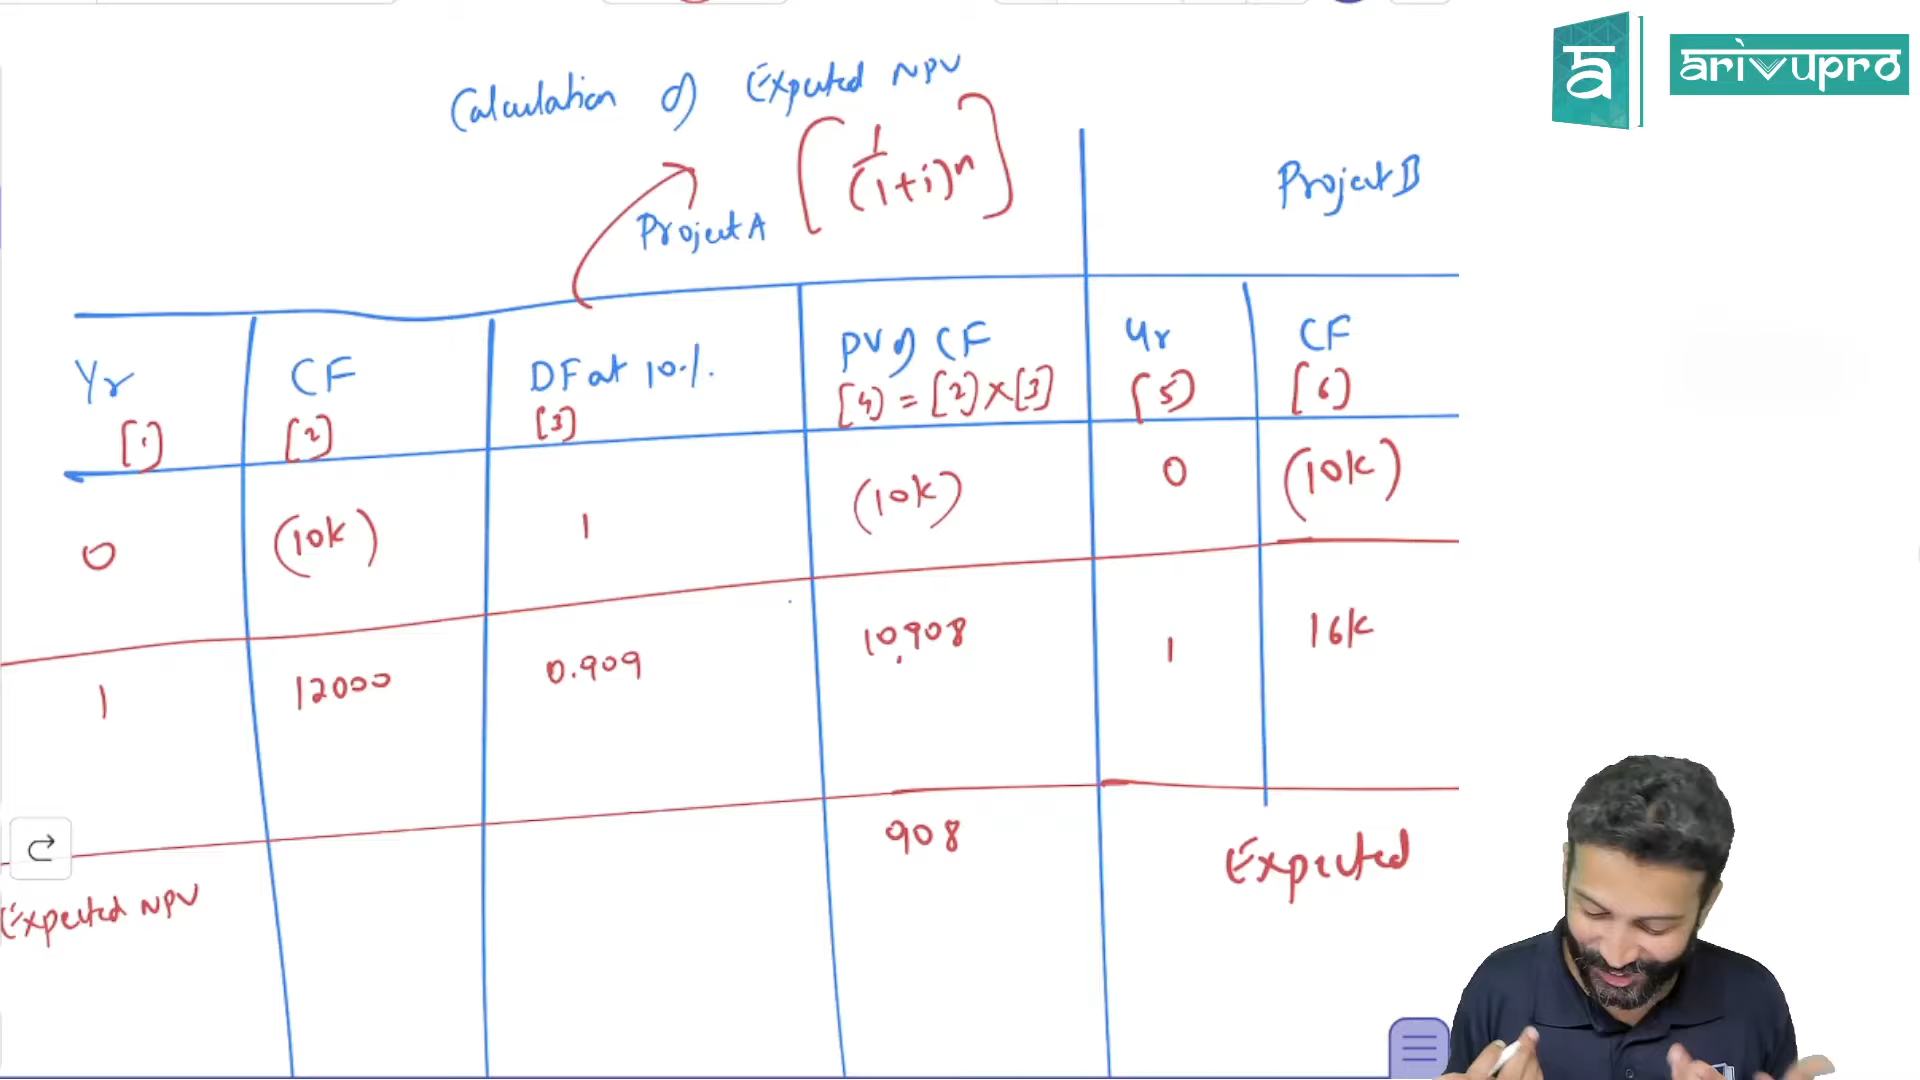 arivupro
Calculation of Expected NPV
[1/(1+i)^n]
Project A
Project B
Yr CF DF at 10% PV of CF Yr CF
[1] [2] [3] [4] = [2]×[3] [5] [6]
0 (10k) 1 (10k) 0 (10k)
1 12000 0.909 10,908 1 16k
908
Expected
Expected NPV